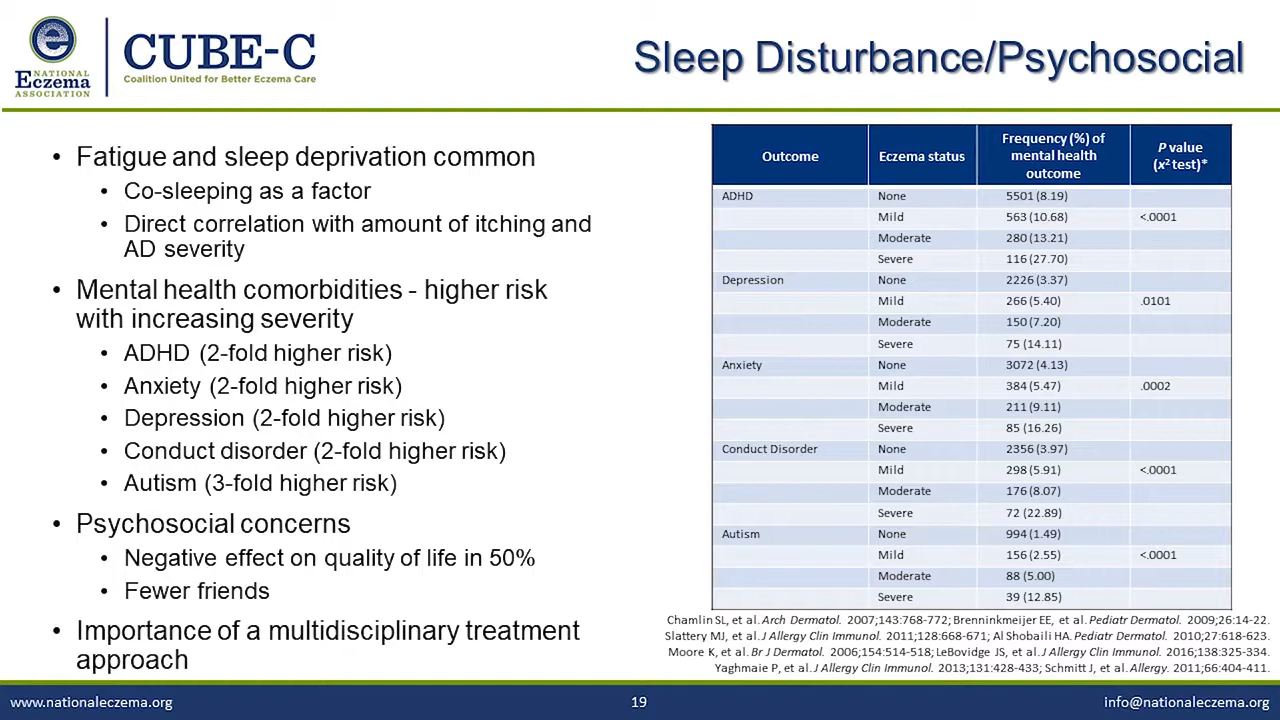 NATIONAL
Eczema
ASSOCIATION
CUBE-C
Coalition United for Better Eczema Care
Sleep Disturbance/Psychosocial
• Fatigue and sleep deprivation common
• Co-sleeping as a factor
• Direct correlation with amount of itching and
AD severity
• Mental health comorbidities - higher risk
with increasing severity
• ADHD (2-fold higher risk)
• Anxiety (2-fold higher risk)
• Depression (2-fold higher risk)
• Conduct disorder (2-fold higher risk)
• Autism (3-fold higher risk)
• Psychosocial concerns
• Negative effect on quality of life in 50%
• Fewer friends
• Importance of a multidisciplinary treatment
approach
Outcome Eczema status Frequency (%) of mental health outcome P value (x² test)*
ADHD None 5501 (8.19)
Mild 563 (10.68) <.0001
Moderate 280 (13.21)
Severe 116 (27.70)
Depression None 2226 (3.37)
Mild 266 (5.40) .0101
Moderate 150 (7.20)
Severe 75 (14.11)
Anxiety None 3072 (4.13)
Mild 384 (5.47) .0002
Moderate 211 (9.11)
Severe 85 (16.26)
Conduct Disorder None 2356 (3.97)
Mild 298 (5.91) <.0001
Moderate 176 (8.07)
Severe 72 (22.89)
Autism None 994 (1.49)
Mild 156 (2.55) <.0001
Moderate 88 (5.00)
Severe 39 (12.85)
Chamlin SL, et al. Arch Dermatol. 2007;143:768-772; Brenninkmeijer EE, et al. Pediatr Dermatol. 2009;26:14-22.
Slattery MJ, et al. J Allergy Clin Immunol. 2011;128:668-671; Al Shobaili HA. Pediatr Dermatol. 2010;27:618-623.
Moore K, et al. Br J Dermatol. 2006;154:514-518; LeBovidge JS, et al. J Allergy Clin Immunol. 2016;138:325-334.
Yaghmaie P, et al. J Allergy Clin Immunol. 2013;131:428-433; Schmitt J, et al. Allergy. 2011;66:404-411.
www.nationaleczema.org 19 info@nationaleczema.org